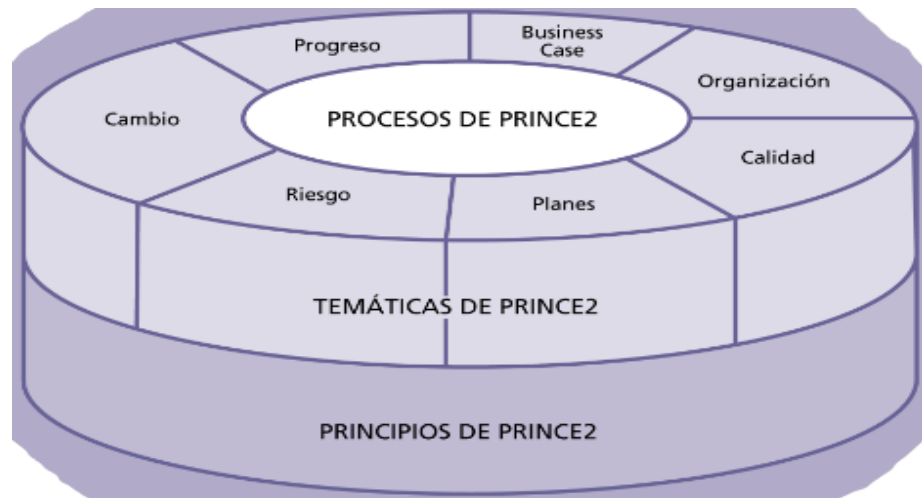 Progreso
Business
Case
Organización
Cambio
PROCESOS DE PRINCE2
Calidad
Riesgo
Planes
TEMÁTICAS DE PRINCE2
PRINCIPIOS DE PRINCE2